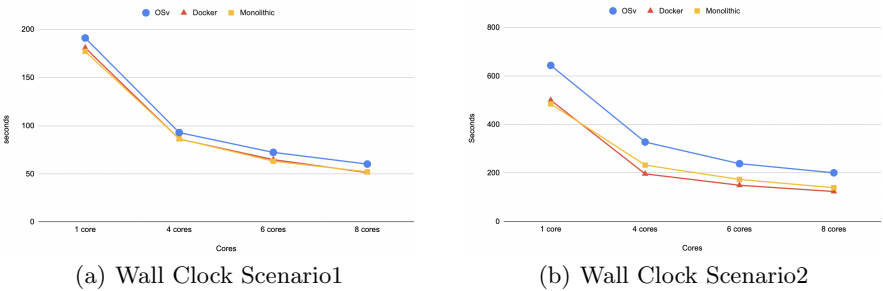 OSv Docker Monolithic
200
150
100
50
0
seconds
1 core 4 cores 6 cores 8 cores
Cores
(a) Wall Clock Scenario1
OSv Docker Monolithic
800
600
400
200
0
Seconds
1 core 4 cores 6 cores 8 cores
Cores
(b) Wall Clock Scenario2